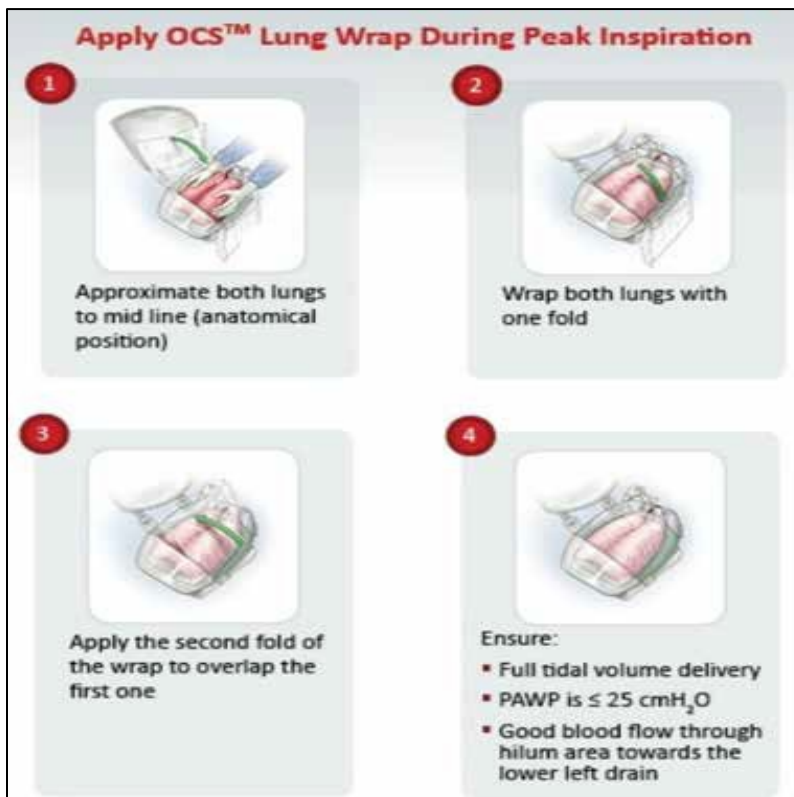 Apply OCS™ Lung Wrap During Peak Inspiration
1
Approximate both lungs
to mid line (anatomical
position)
2
Wrap both lungs with
one fold
3
Apply the second fold of
the wrap to overlap the
first one
4
Ensure:
▪ Full tidal volume delivery
▪ PAWP is ≤ 25 cmH₂O
▪ Good blood flow through
hilum area towards the
lower left drain